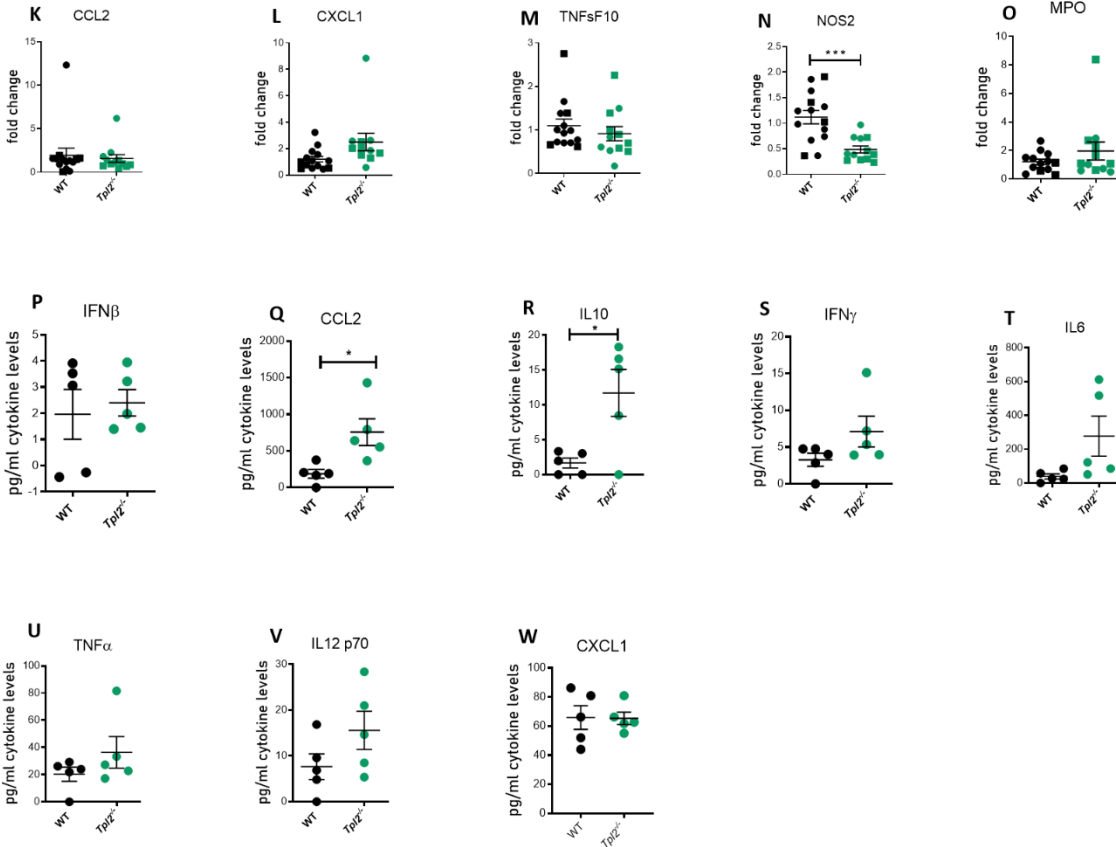 K CCL2
fold change
15
10
5
0
WT Tpl2-/-
L CXCL1
fold change
10
8
6
4
2
0
WT Tpl2-/-
M TNFsF10
fold change
3
2
1
0
WT Tpl2-/-
N NOS2
***
fold change
2.5
2.0
1.5
1.0
0.5
0.0
WT Tpl2-/-
O MPO
fold change
10
8
6
4
2
0
WT Tpl2-/-
P IFNβ
pg/ml cytokine levels
5
4
3
2
1
0
-1
WT Tpl2-/-
Q CCL2
*
pg/ml cytokine levels
2000
1500
1000
500
0
WT Tpl2-/-
R IL10
*
pg/ml cytokine levels
20
15
10
5
0
WT Tpl2-/-
S IFNγ
pg/ml cytokine levels
20
15
10
5
0
WT Tpl2-/-
T IL6
pg/ml cytokine levels
800
600
400
200
0
WT Tpl2-/-
U TNFα
pg/ml cytokine levels
100
80
60
40
20
0
WT Tpl2-/-
V IL12 p70
pg/ml cytokine levels
30
20
10
0
WT Tpl2-/-
W CXCL1
pg/ml cytokine levels
100
80
60
40
20
0
WT Tpl2-/-